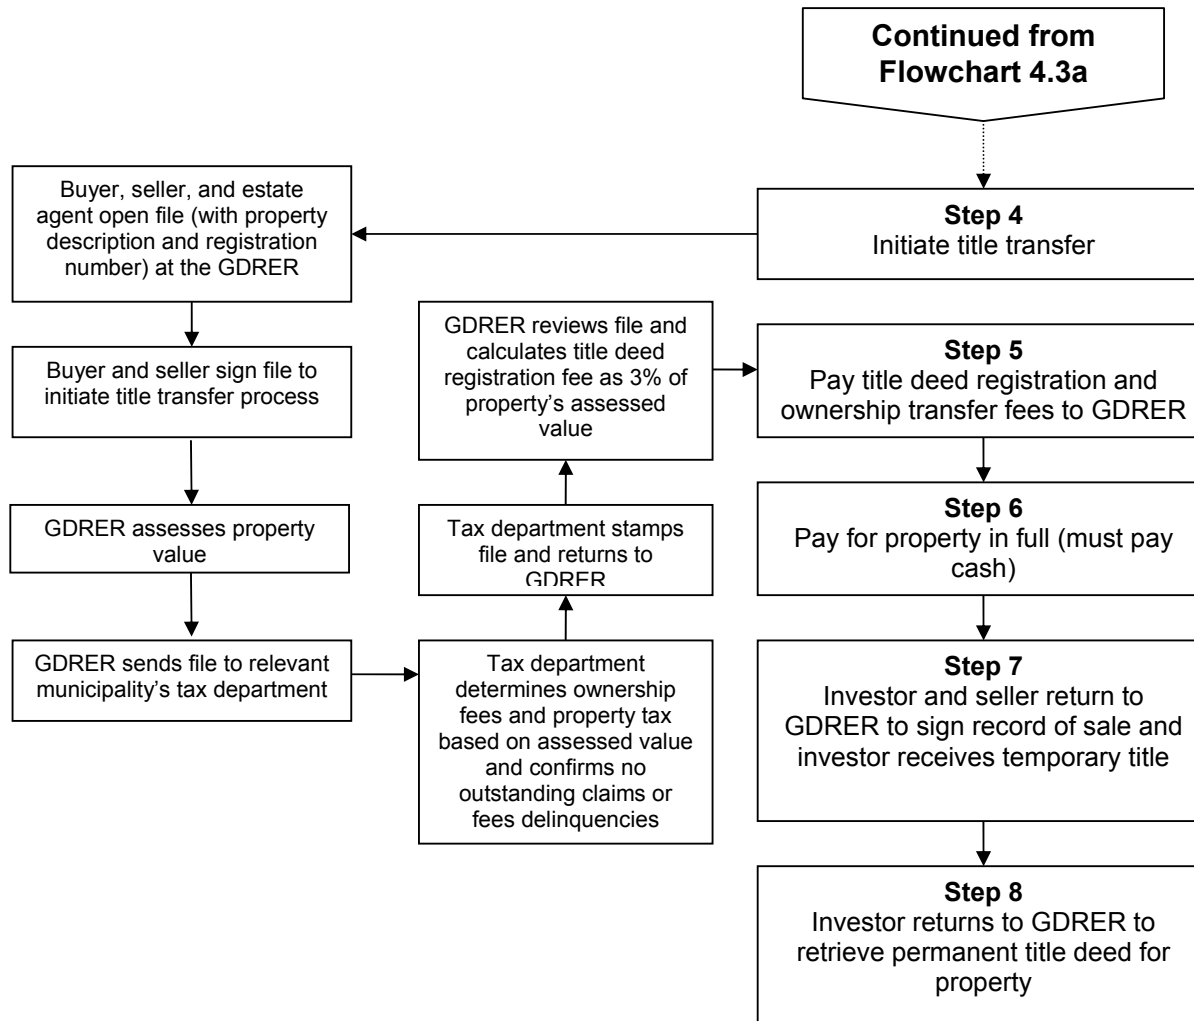 Continued from
Flowchart 4.3a
Step 4
Initiate title transfer
Buyer, seller, and estate
agent open file (with property
description and registration
number) at the GDRER
Buyer and seller sign file to
initiate title transfer process
GDRER assesses property
value
GDRER sends file to relevant
municipality's tax department
Tax department
determines ownership
fees and property tax
based on assessed value
and confirms no
outstanding claims or
fees delinquencies
Tax department stamps
file and returns to
GDRER
GDRER reviews file and
calculates title deed
registration fee as 3% of
property's assessed
value
Step 5
Pay title deed registration and
ownership transfer fees to GDRER
Step 6
Pay for property in full (must pay
cash)
Step 7
Investor and seller return to
GDRER to sign record of sale and
investor receives temporary title
Step 8
Investor returns to GDRER to
retrieve permanent title deed for
property